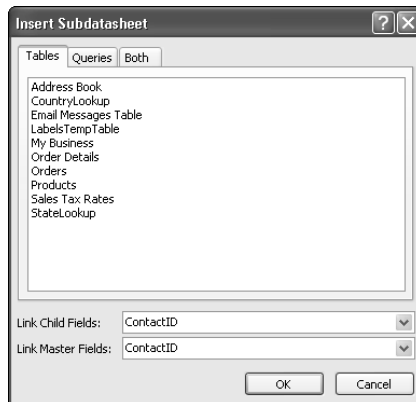 Insert Subdatasheet
Tables Queries Both
Address Book
CountryLookup
Email Messages Table
LabelsTempTable
My Business
Order Details
Orders
Products
Sales Tax Rates
StateLookup
Link Child Fields: ContactID
Link Master Fields: ContactID
OK Cancel